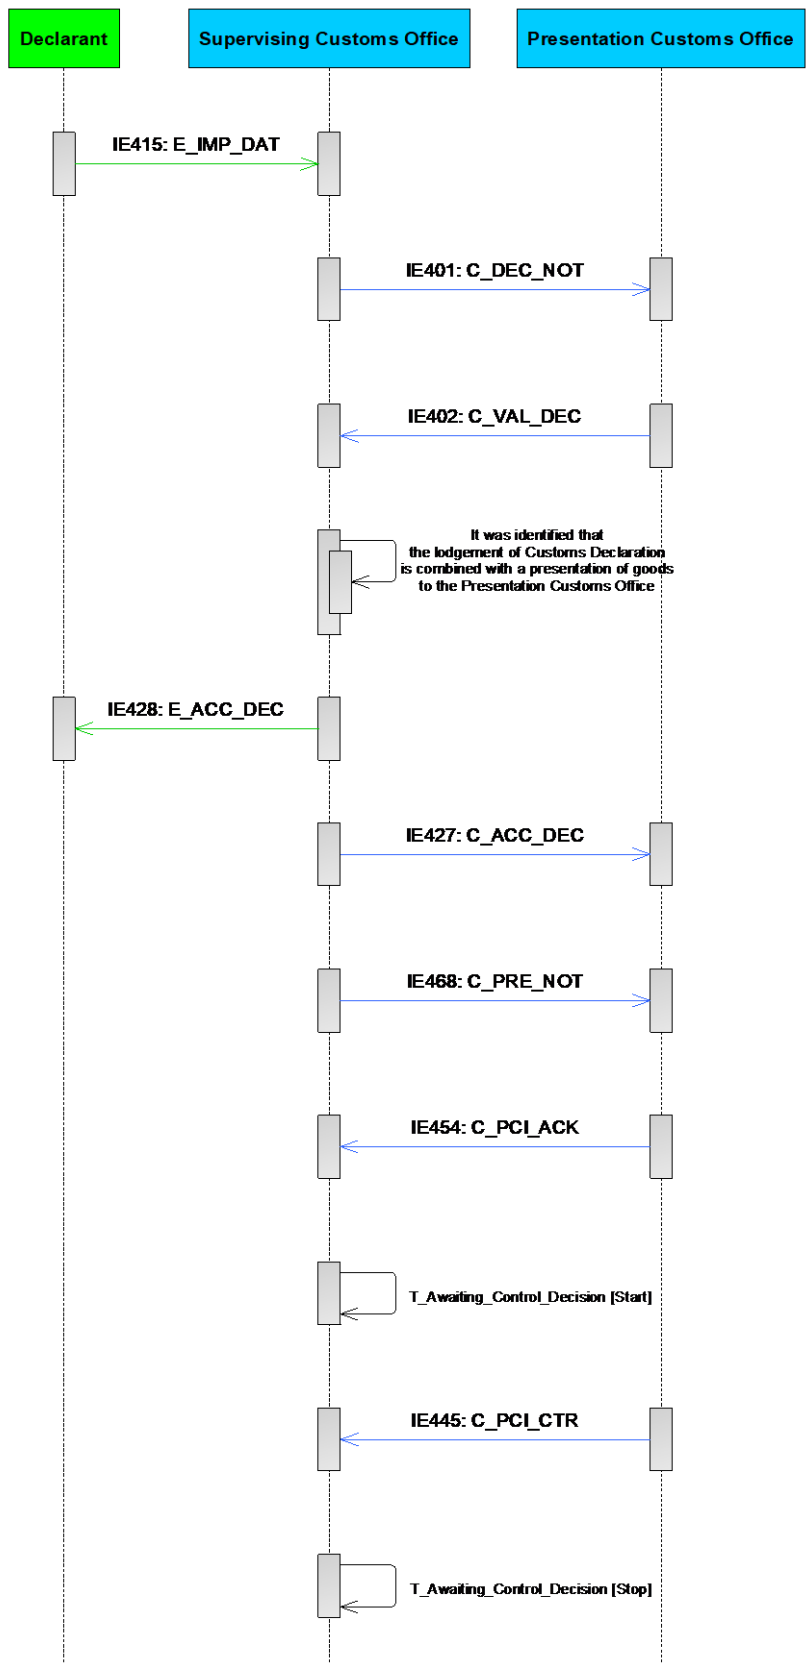 Declarant
Supervising Customs Office
Presentation Customs Office
IE415: E_IMP_DAT
IE401: C_DEC_NOT
IE402: C_VAL_DEC
It was identified that
the lodgement of Customs Declaration
is combined with a presentation of goods
to the Presentation Customs Office
IE428: E_ACC_DEC
IE427: C_ACC_DEC
IE468: C_PRE_NOT
IE454: C_PCI_ACK
T_Awaiting_Control_Decision [Start]
IE445: C_PCI_CTR
T_Awaiting_Control_Decision [Stop]